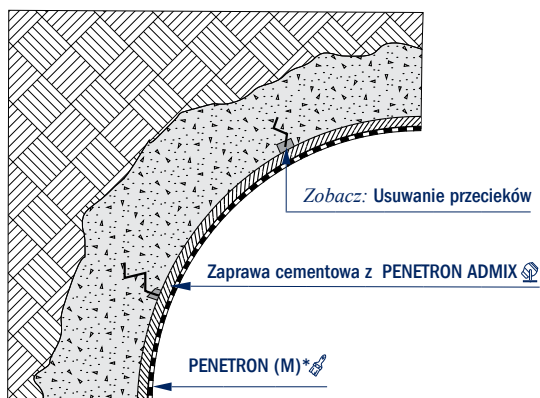 Zobacz: Usuwanie przecieków
Zaprawa cementowa z PENETRON ADMIX
PENETRON (M)*